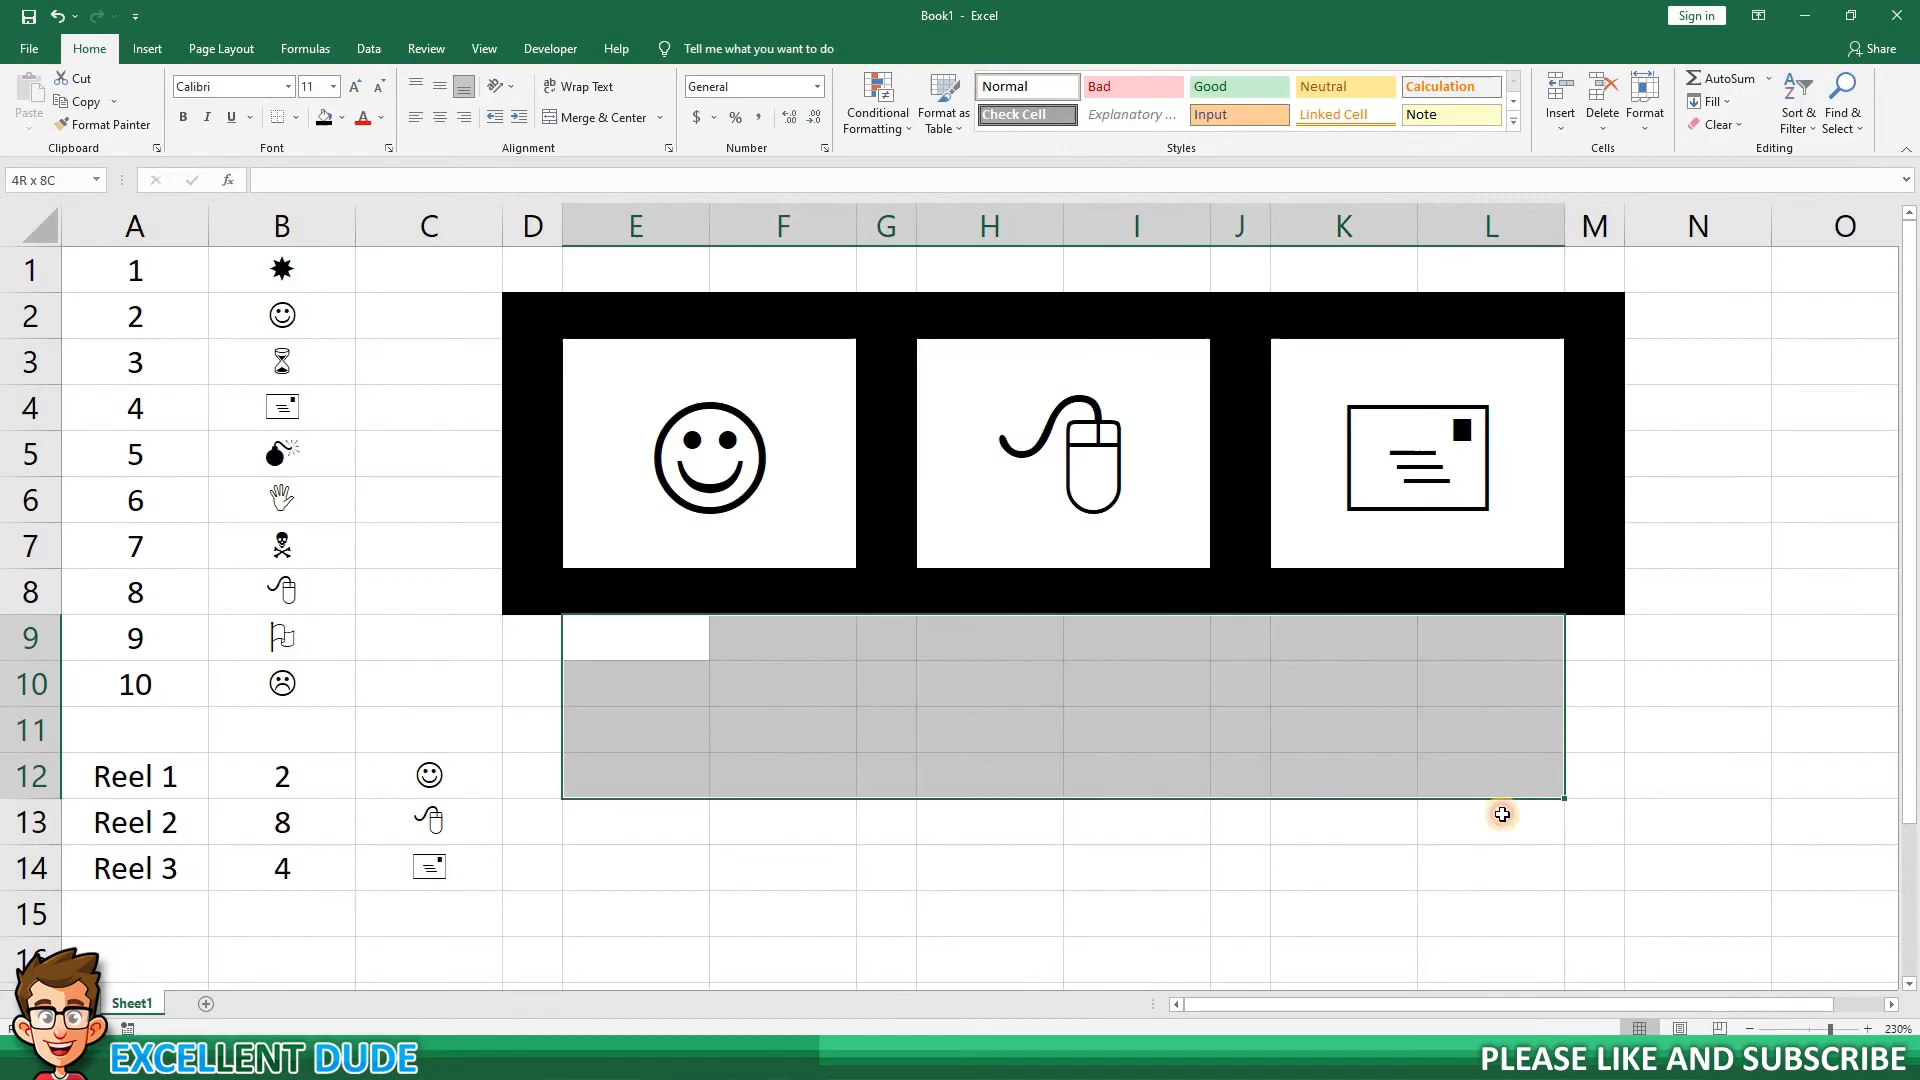 Book1 - Excel
Sign in
File Home Insert Page Layout Formulas Data Review View Developer Help Tell me what you want to do Share
Paste Cut Copy Format Painter
Clipboard
Calibri 11
B I U A
Font
Wrap Text
Merge & Center
Alignment
General
$ % ,
Number
Conditional Formatting Format as Table
Normal Bad Good Neutral Calculation
Check Cell Explanatory ... Input Linked Cell Note
Styles
Insert Delete Format
Cells
AutoSum
Fill
Clear
Sort & Filter Find & Select
Editing
4R x 8C fx
A B C D E F G H I J K L M N O
1 1
2 2
3 3
4 4
5 5
6 6
7 7
8 8
9 9
10 10
11
12 Reel 1 2
13 Reel 2 8
14 Reel 3 4
15
Sheet1
230%
EXCELLENT DUDE
PLEASE LIKE AND SUBSCRIBE